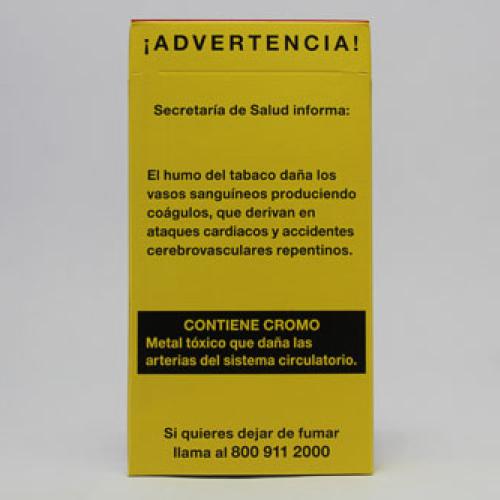 ¡ADVERTENCIA!
Secretaría de Salud informa:
El humo del tabaco daña los
vasos sanguíneos produciendo
coágulos, que derivan en
ataques cardiacos y accidentes
cerebrovasculares repentinos.
CONTIENE CROMO
Metal tóxico que daña las
arterias del sistema circulatorio.
Si quieres dejar de fumar
llama al 800 911 2000